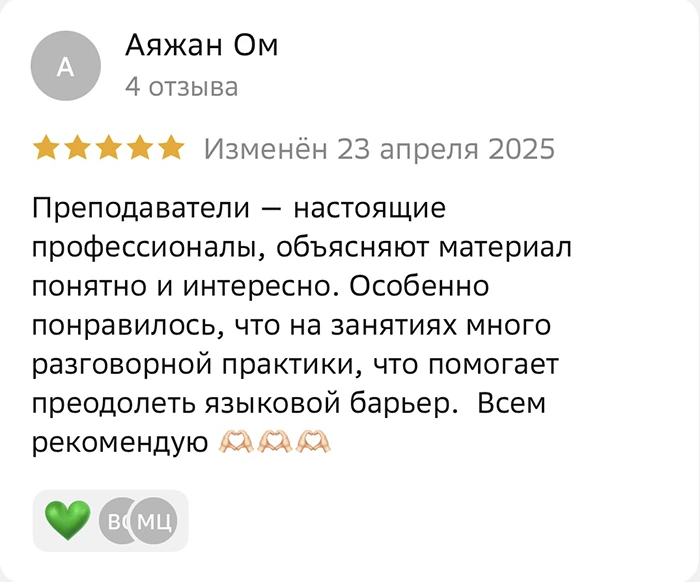 А
Аяжан Ом
4 отзыва
Изменён 23 апреля 2025
Преподаватели — настоящие
профессионалы, объясняют материал
понятно и интересно. Особенно
понравилось, что на занятиях много
разговорной практики, что помогает
преодолеть языковой барьер.  Всем
рекомендую 🫶🏻🫶🏻🫶🏻
МЦ